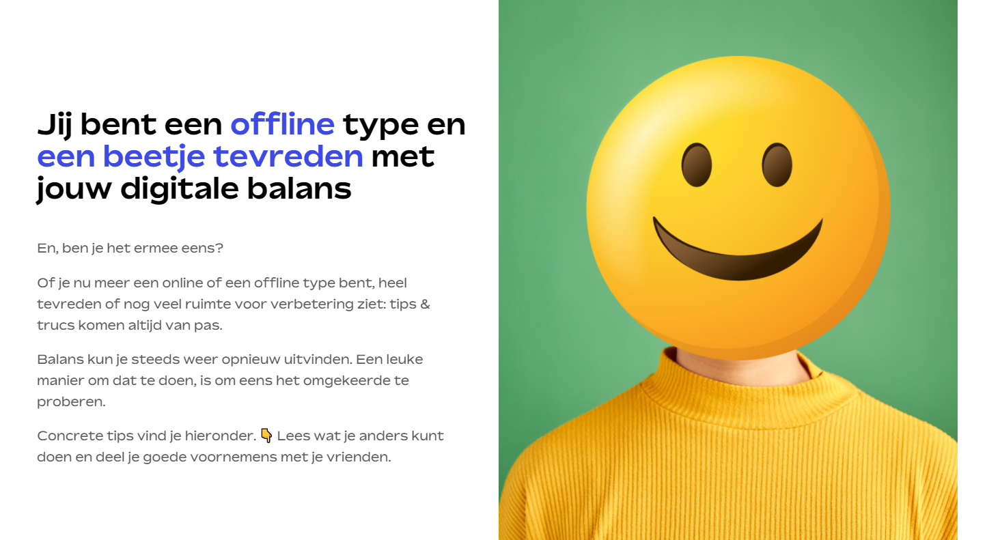 Jij bent een offline type en
een beetje tevreden met
jouw digitale balans
En, ben je het ermee eens?
Of je nu meer een online of een offline type bent, heel
tevreden of nog veel ruimte voor verbetering ziet: tips &
trucs komen altijd van pas.
Balans kun je steeds weer opnieuw uitvinden. Een leuke
manier om dat te doen, is om eens het omgekeerde te
proberen.
Concrete tips vind je hieronder. 👇 Lees wat je anders kunt
doen en deel je goede voornemens met je vrienden.